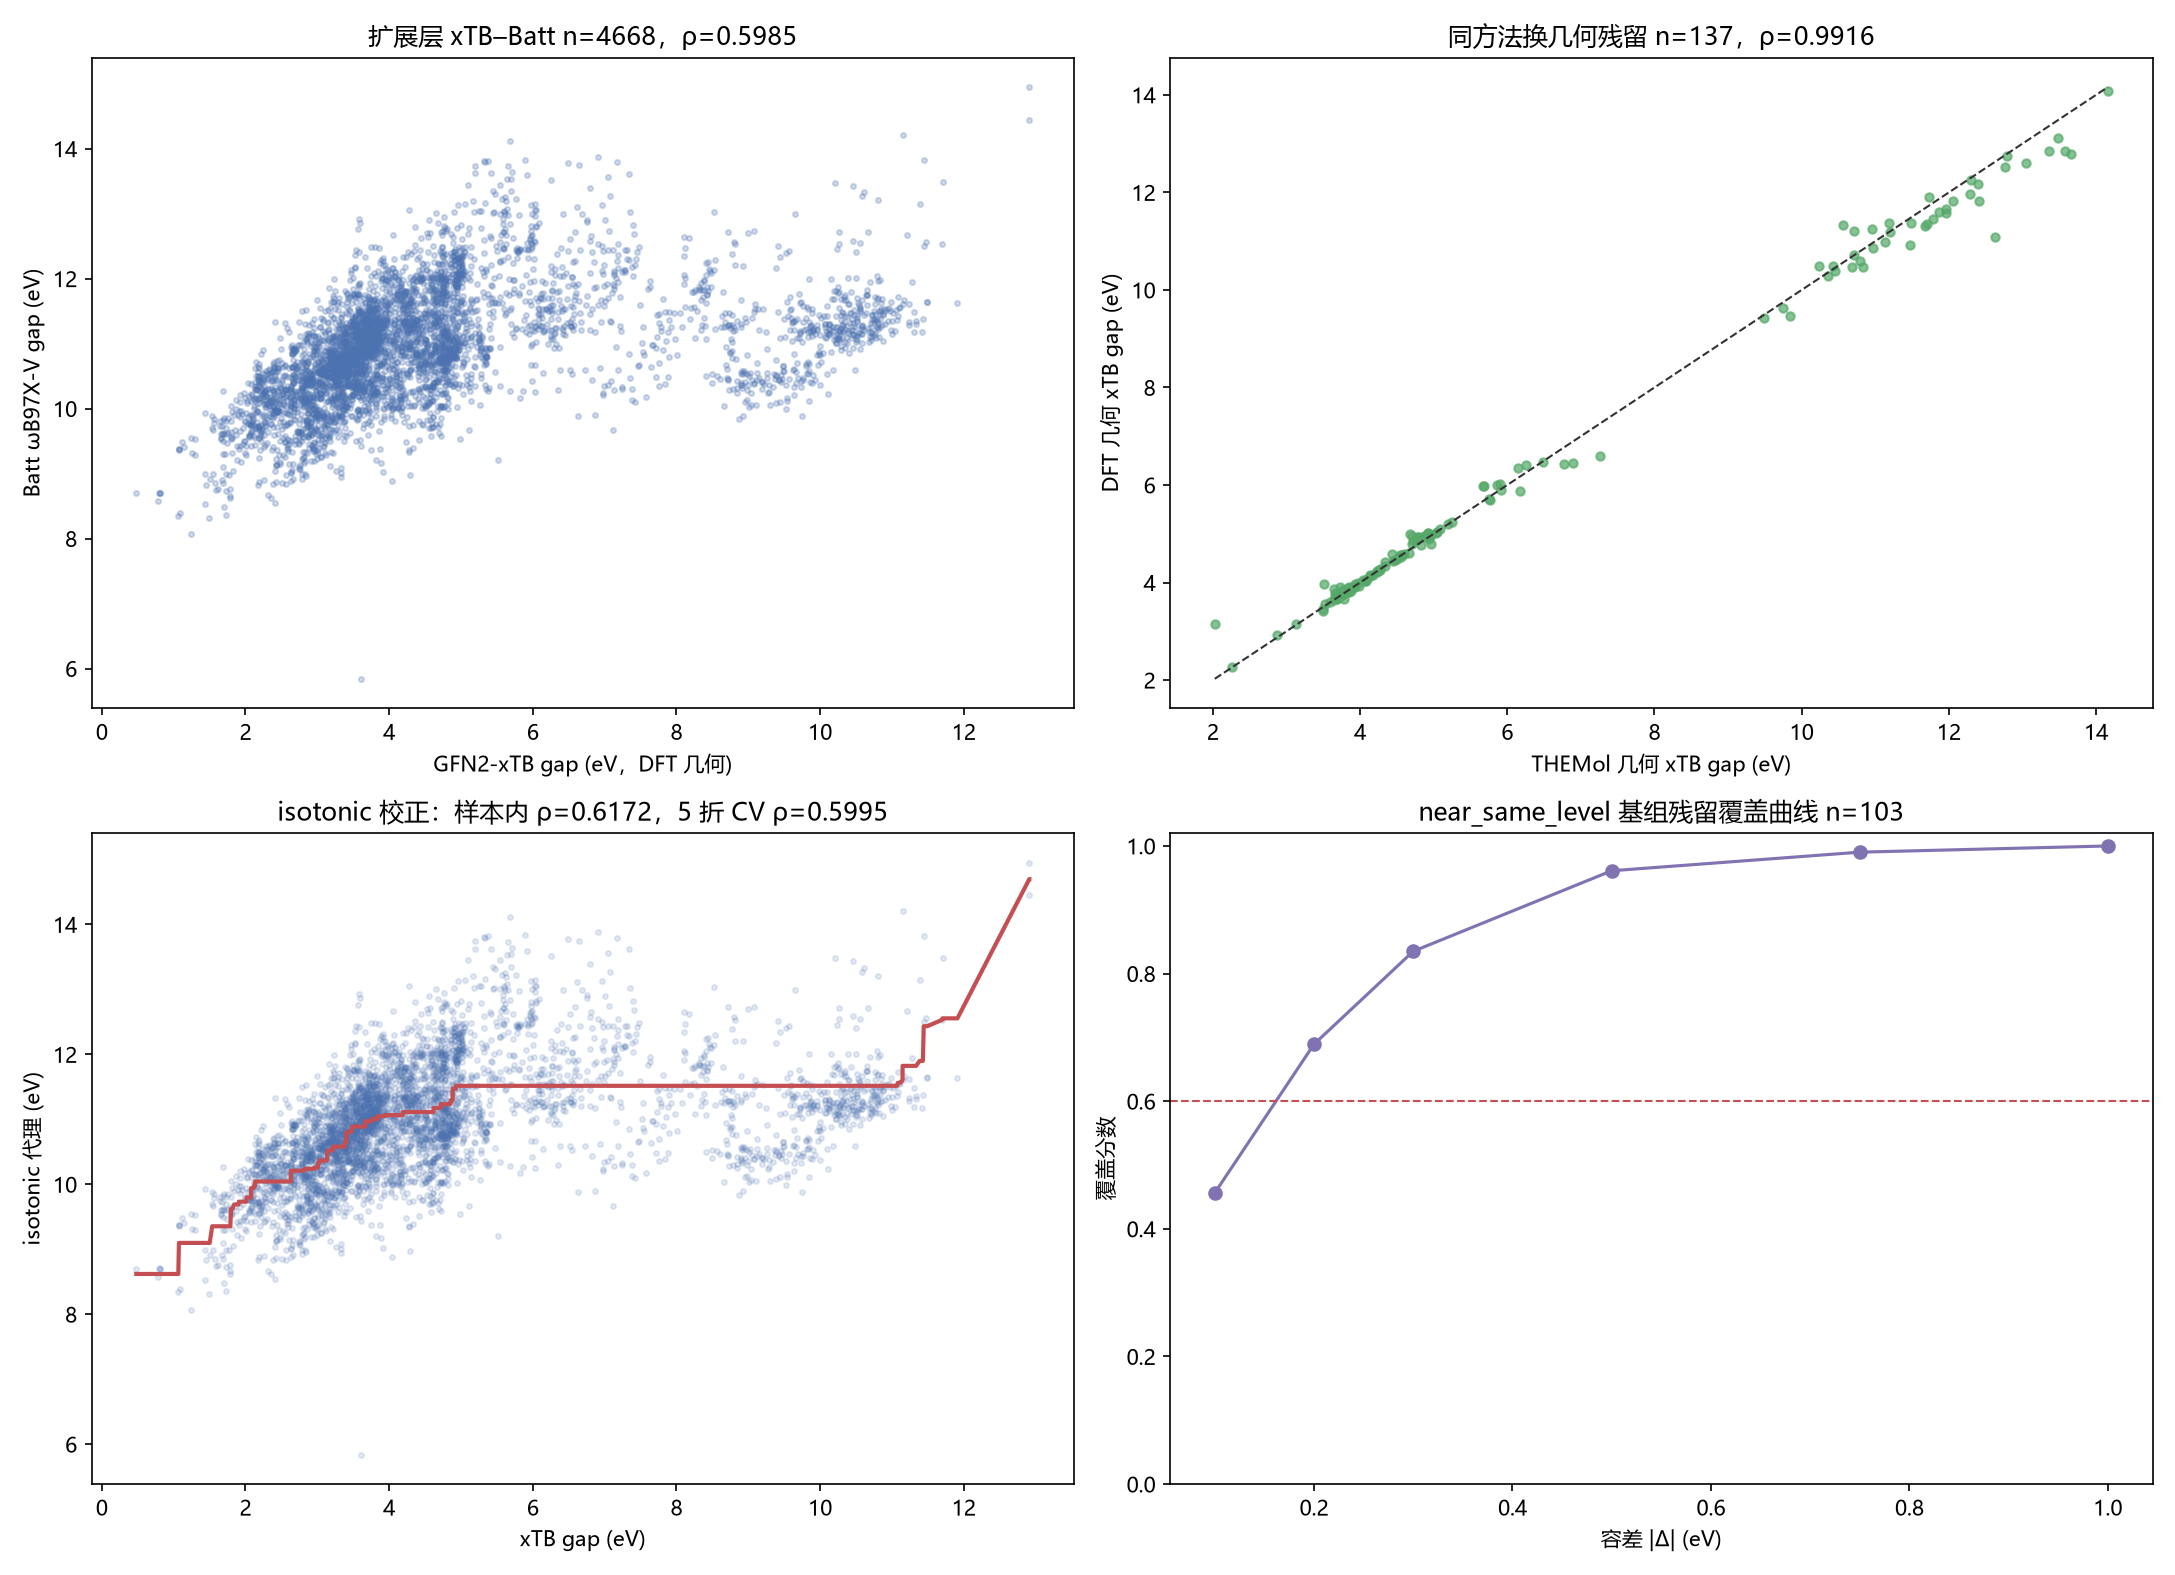 扩展层 xTB–Batt n=4668，ρ=0.5985
Batt ωB97X-V gap (eV)
14
12
10
8
6
0 2 4 6 8 10 12
GFN2-xTB gap (eV，DFT 几何)
同方法换几何残留 n=137，ρ=0.9916
DFT 几何 xTB gap (eV)
14
12
10
8
6
4
2
2 4 6 8 10 12 14
THEMol 几何 xTB gap (eV)
isotonic 校正：样本内 ρ=0.6172，5 折 CV ρ=0.5995
isotonic 代理 (eV)
14
12
10
8
6
0 2 4 6 8 10 12
xTB gap (eV)
near_same_level 基组残留覆盖曲线 n=103
覆盖分数
1.0
0.8
0.6
0.4
0.2
0.0
0.2 0.4 0.6 0.8 1.0
容差 |Δ| (eV)